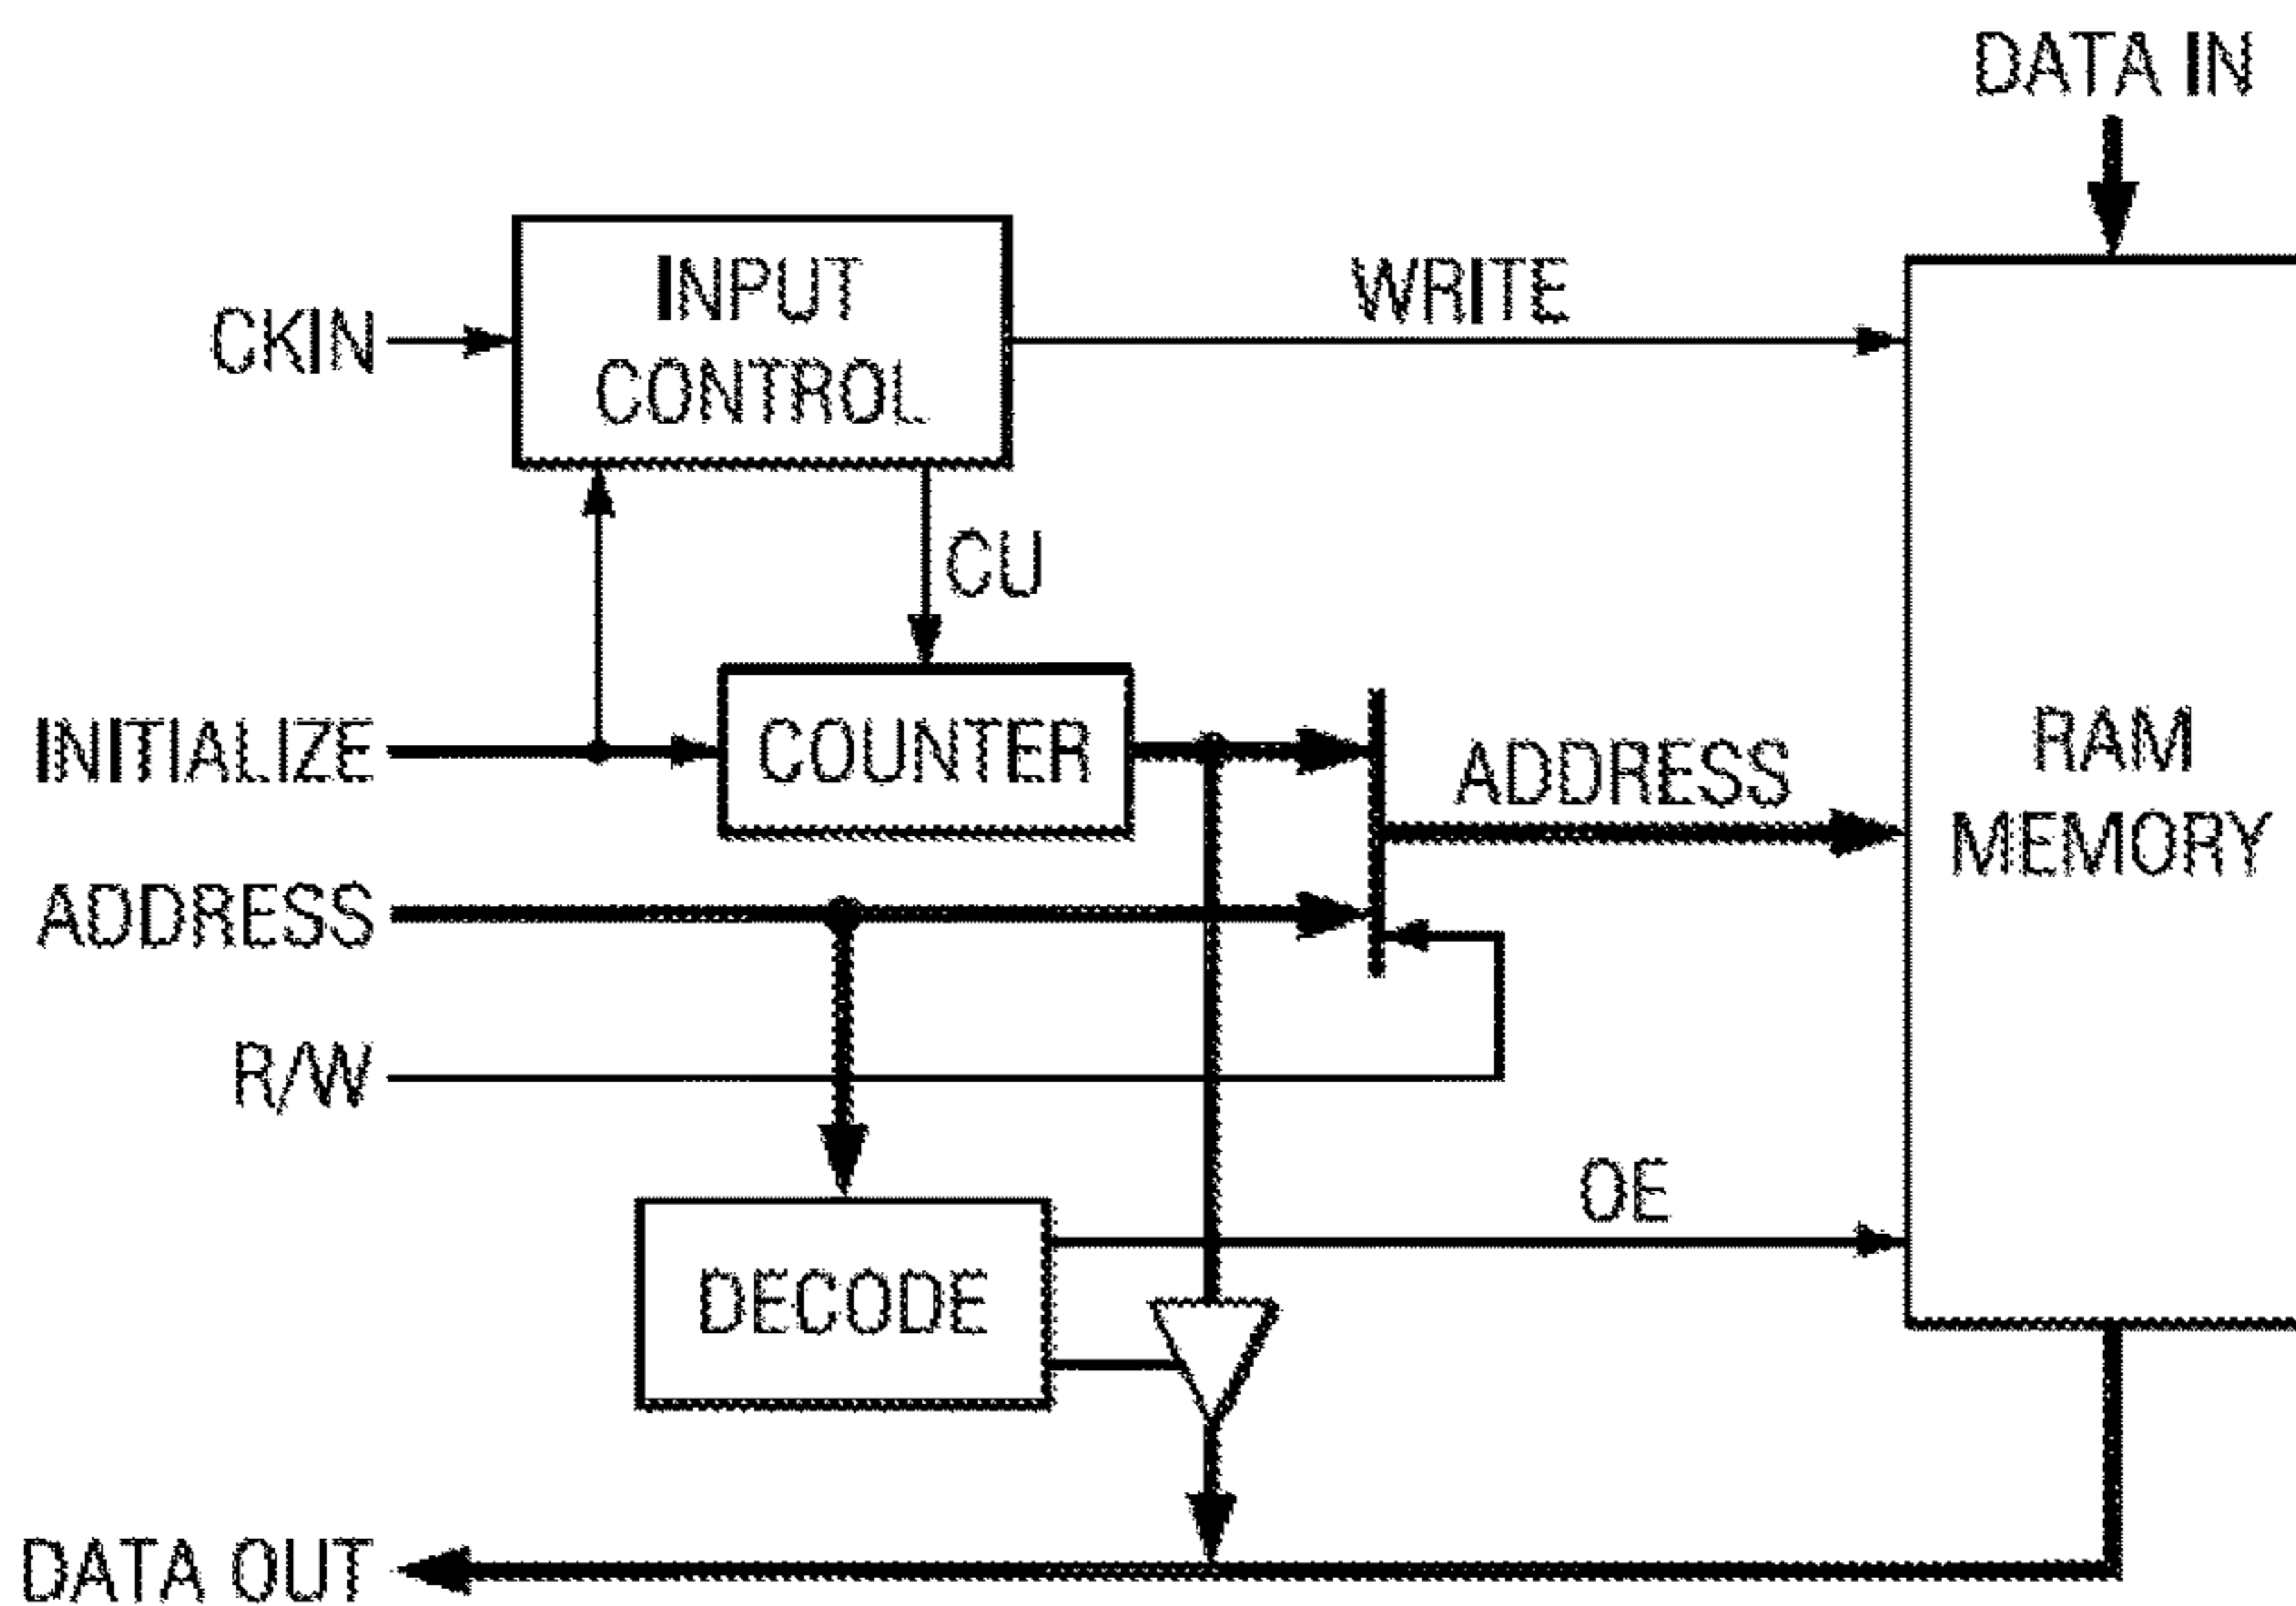 DATA IN
INPUT
CONTROL
WRITE
CKIN
CU
INITIALIZE
COUNTER
ADDRESS
RAM
MEMORY
ADDRESS
R/W
OE
DECODE
DATA OUT